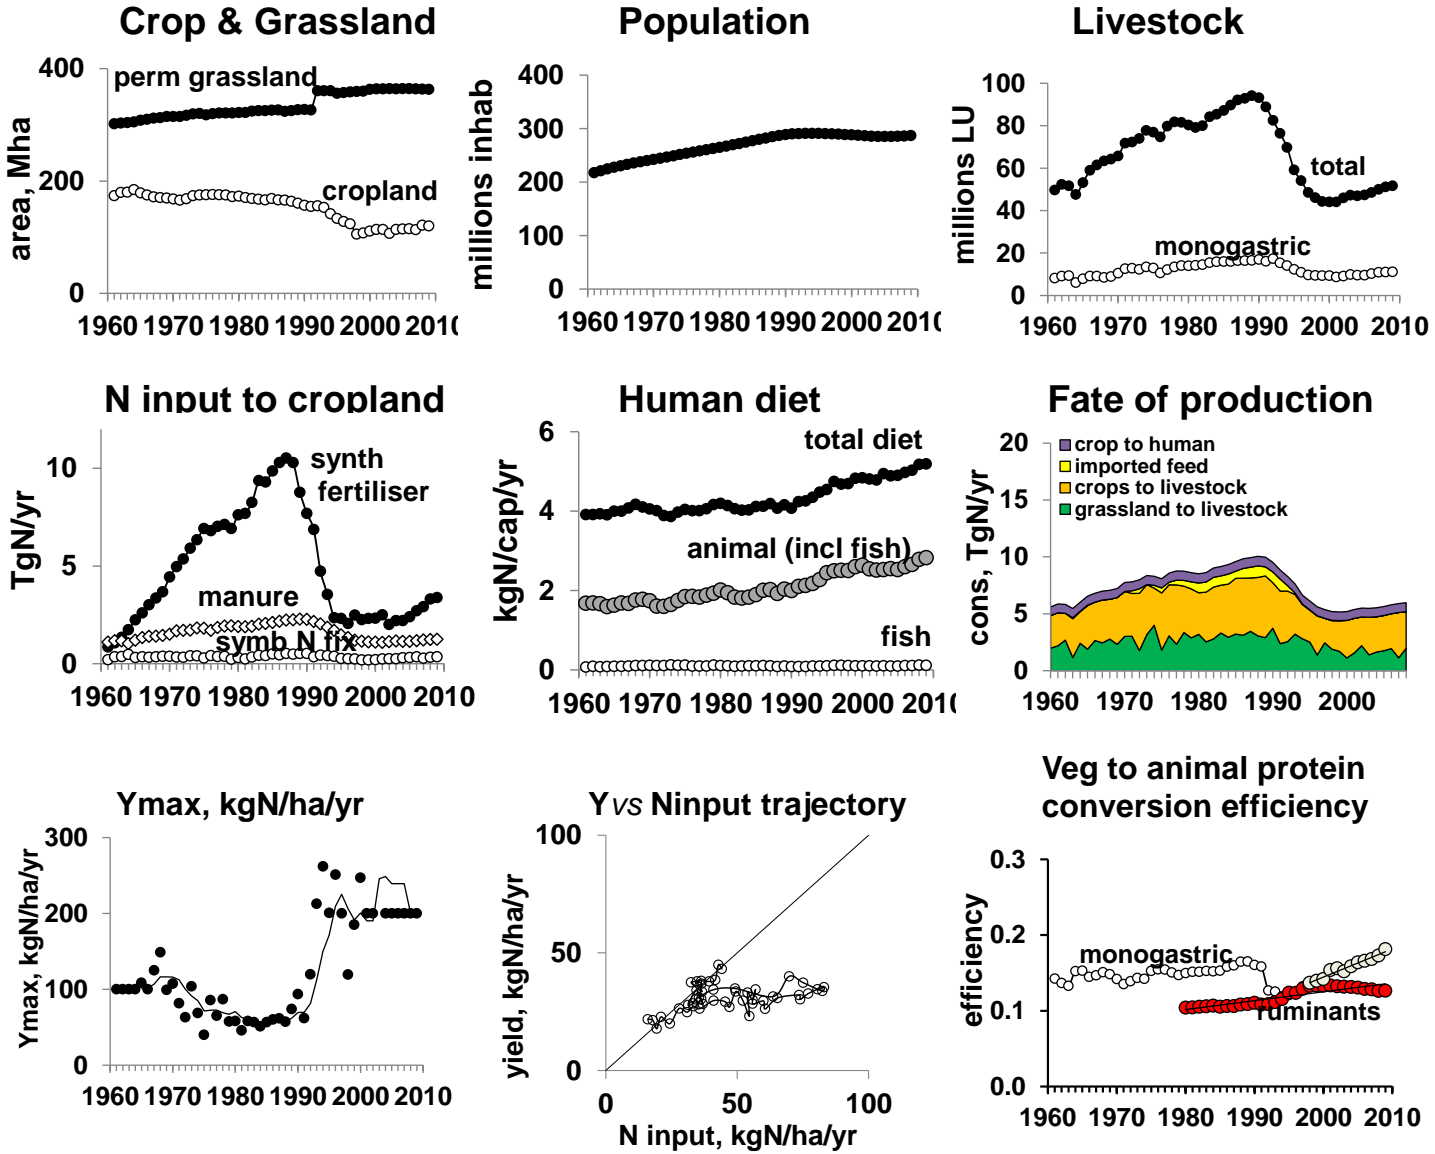 Crop & Grassland
400
perm grassland
200
cropland
0
area, Mha
1960 1970 1980 1990 2000 2010
Population
400
300
200
100
0
millions inhab
1960 1970 1980 1990 2000 2010
Livestock
100
80
60
40
20
0
millions LU
total
monogastric
1960 1970 1980 1990 2000 2010
N input to cropland
10
5
0
TgN/yr
synth
fertiliser
manure
symb N fix
1960 1970 1980 1990 2000 2010
Human diet
6
4
2
0
kgN/cap/yr
total diet
animal (incl fish)
fish
1960 1970 1980 1990 2000 2010
Fate of production
20
15
10
5
0
cons, TgN/yr
crop to human
imported feed
crops to livestock
grassland to livestock
1960 1970 1980 1990 2000
Ymax, kgN/ha/yr
300
200
100
0
Ymax, kgN/ha/yr
1960 1970 1980 1990 2000 2010
Y vs Ninput trajectory
100
50
0
yield, kgN/ha/yr
0 50 100
N input, kgN/ha/yr
Veg to animal protein
conversion efficiency
0.3
0.2
0.1
0.0
efficiency
monogastric
ruminants
1960 1970 1980 1990 2000 2010